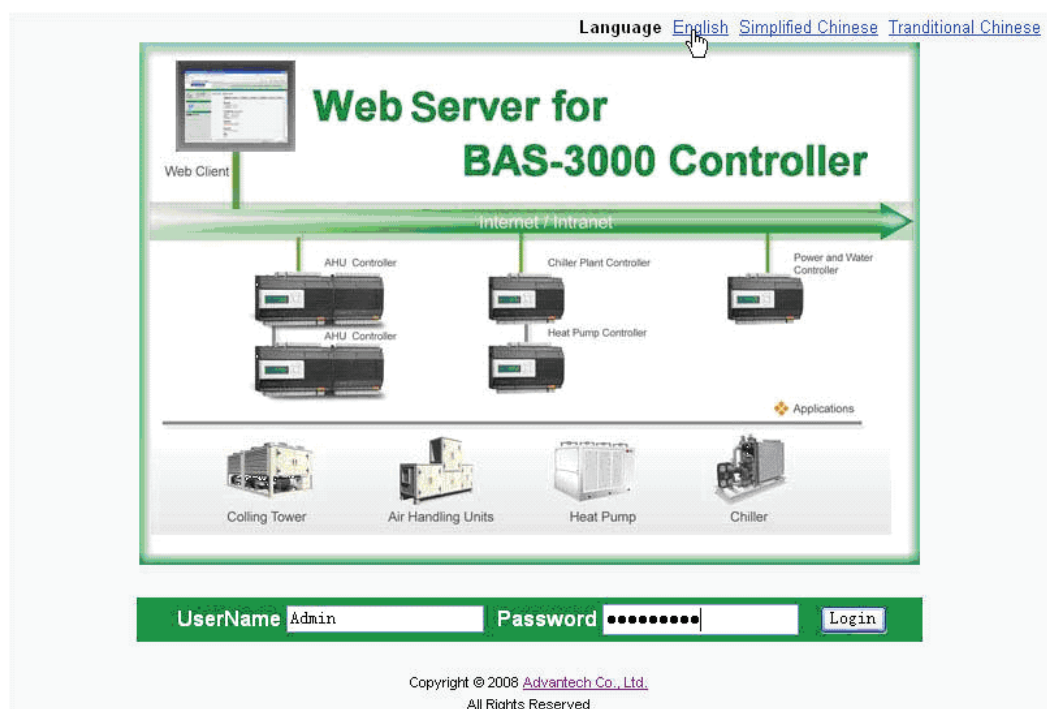 Language English Simplified Chinese Tranditional Chinese
Web Server for
BAS-3000 Controller
Web Client
Internet / Intranet
AHU Controller
Chiller Plant Controller
Power and Water
Controller
AHU Controller
Heat Pump Controller
Applications
Colling Tower
Air Handling Units
Heat Pump
Chiller
UserName Admin Password ●●●●●●●●● Login
Copyright © 2008 Advantech Co., Ltd.
All Rights Reserved